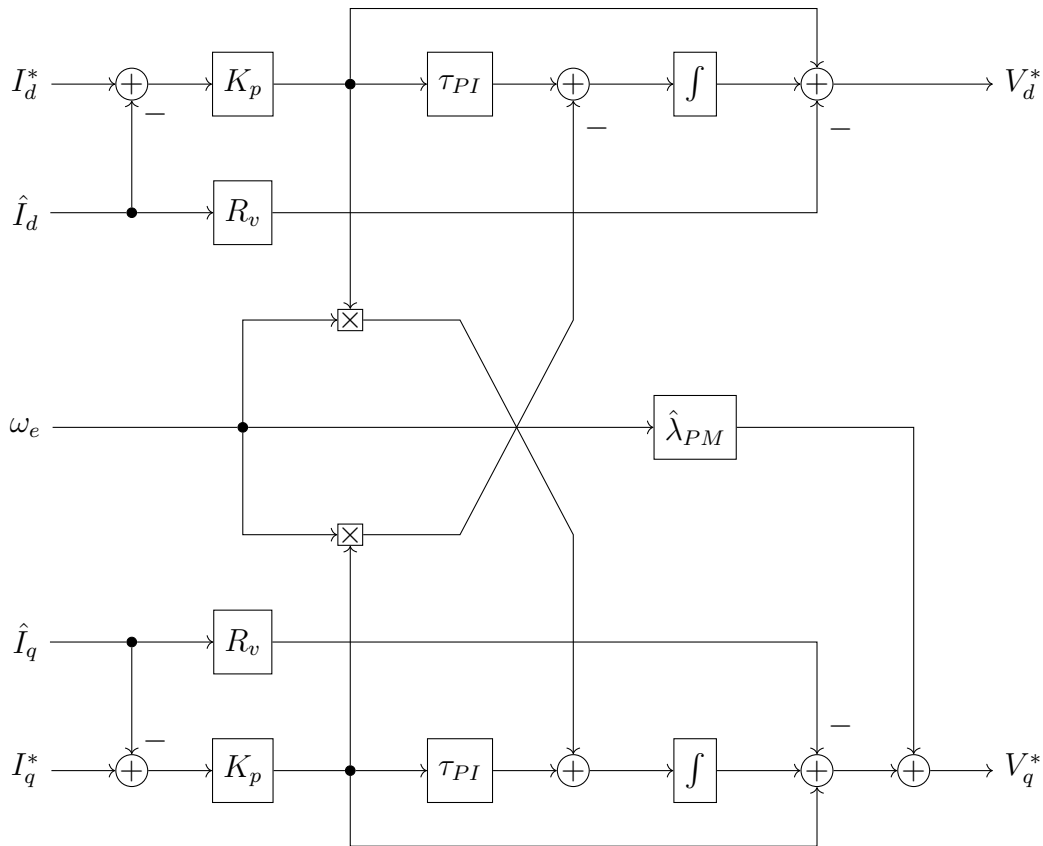 I_d^* + K_p τ_{PI} + ∫ + V_d^*
− − −
Î_d R_v
×
ω_e λ̂_{PM}
×
Î_q R_v
− −
I_q^* + K_p τ_{PI} + ∫ + + V_q^*